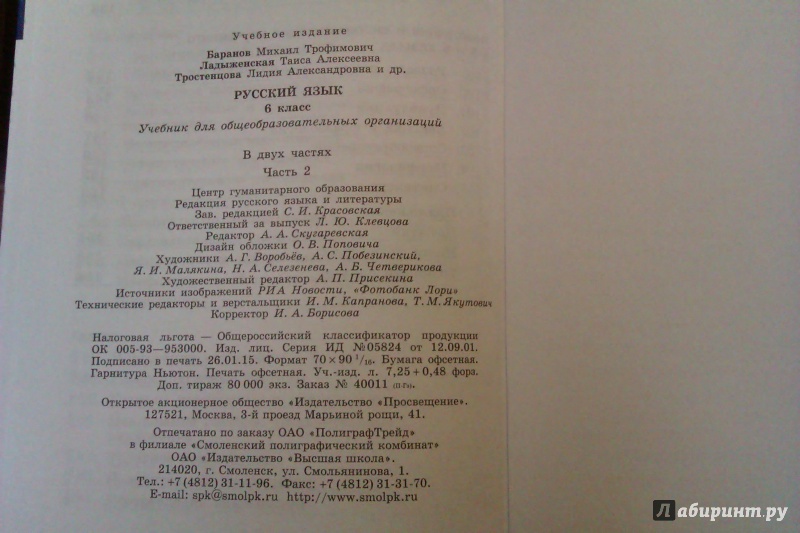 Учебное издание
Баранов Михаил Трофимович
Ладыженская Таиса Алексеевна
Тростенцова Лидия Александровна и др.
РУССКИЙ ЯЗЫК
6 класс
Учебник для общеобразовательных организаций
В двух частях
Часть 2
Центр гуманитарного образования
Редакция русского языка и литературы
Зав. редакцией С. И. Красовская
Ответственный за выпуск Л. Ю. Клевцова
Редактор А. А. Скугаревская
Дизайн обложки О. В. Поповича
Художники А. Г. Воробьёв, А. С. Побезинский,
Я. И. Малякина, Н. А. Селезенева, А. Б. Четверикова
Художественный редактор А. П. Присекина
Источники изображений РИА Новости, «Фотобанк Лори»
Технические редакторы и верстальщики И. М. Капранова, Т. М. Якутович
Корректор И. А. Борисова
Налоговая льгота — Общероссийский классификатор продукции
ОК 005-93—953000. Изд. лиц. Серия ИД №05824 от 12.09.01.
Подписано в печать 26.01.15. Формат 70×90 1/16. Бумага офсетная.
Гарнитура Ньютон. Печать офсетная. Уч.-изд. л. 7,25+0,48 форз.
Доп. тираж 80 000 экз. Заказ № 40011 (п-гз).
Открытое акционерное общество «Издательство «Просвещение».
127521, Москва, 3-й проезд Марьиной рощи, 41.
Отпечатано по заказу ОАО «ПолиграфТрейд»
в филиале «Смоленский полиграфический комбинат»
ОАО «Издательство «Высшая школа».
214020, г. Смоленск, ул. Смольянинова, 1.
Тел.: +7 (4812) 31-11-96. Факс: +7 (4812) 31-31-70.
E-mail: spk@smolpk.ru http://www.smolpk.ru
Лабиринт.ру